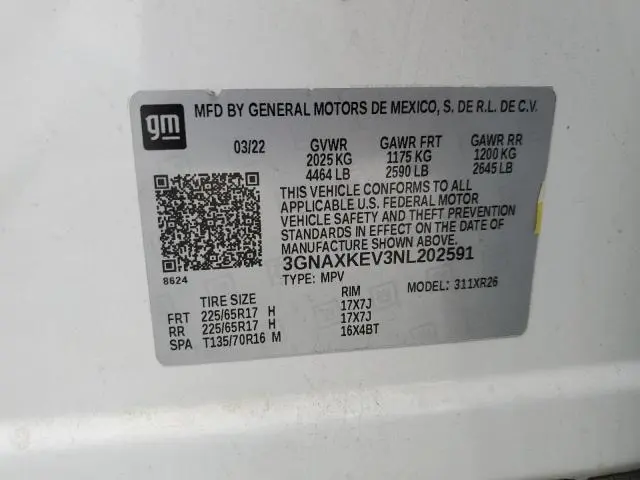 gm
MFD BY GENERAL MOTORS DE MEXICO, S. DE R.L. DE C.V.
03/22 GVWR GAWR FRT GAWR RR
2025 KG 1175 KG 1200 KG
4464 LB 2590 LB 2645 LB
THIS VEHICLE CONFORMS TO ALL
APPLICABLE U.S. FEDERAL MOTOR
VEHICLE SAFETY AND THEFT PREVENTION
STANDARDS IN EFFECT ON THE DATE OF
MANUFACTURE SHOWN ABOVE.
3GNAXKEV3NL202591
8624
TYPE: MPV MODEL: 311XR26
TIRE SIZE RIM
FRT 225/65R17 H 17X7J
RR 225/65R17 H 17X7J
SPA T135/70R16 M 16X4BT